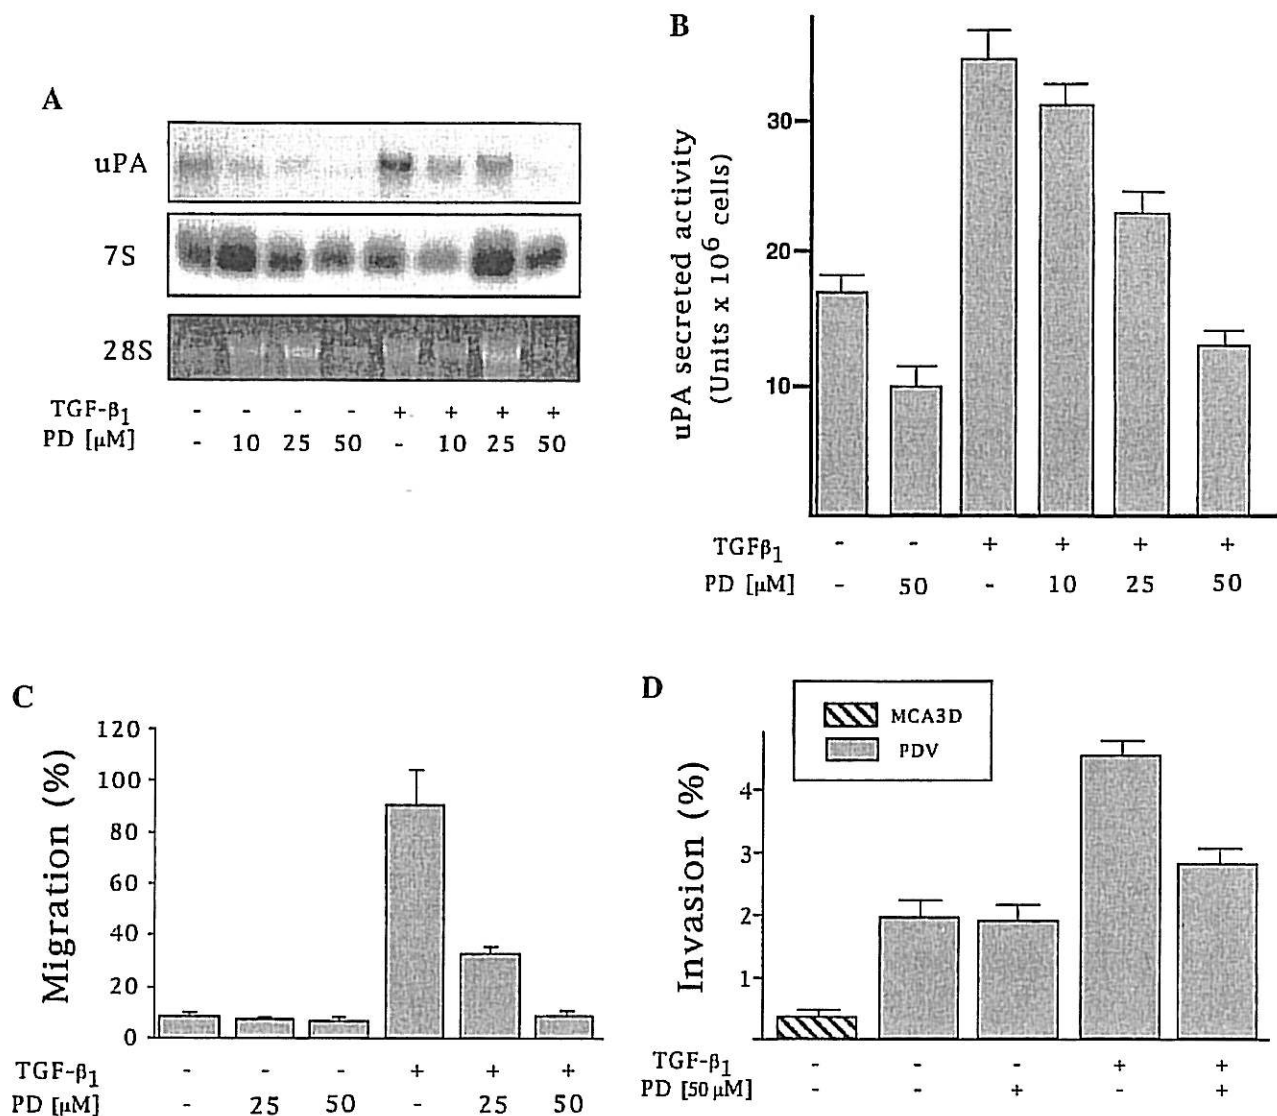 A
uPA
7S
28S
TGF-β1 - - - - + + + +
PD [μM] - 10 25 50 - 10 25 50
B
uPA secreted activity
(Units x 10^6 cells)
30
20
10
TGFβ1 - - + + + +
PD [μM] - 50 - 10 25 50
C
Migration (%)
120
100
80
60
40
20
0
TGF-β1 - - - + + +
PD [μM] - 25 50 - 25 50
D
MCA3D
PDV
Invasion (%)
4
3
2
1
TGF-β1 - - - + +
PD [50 μM] - - + - +